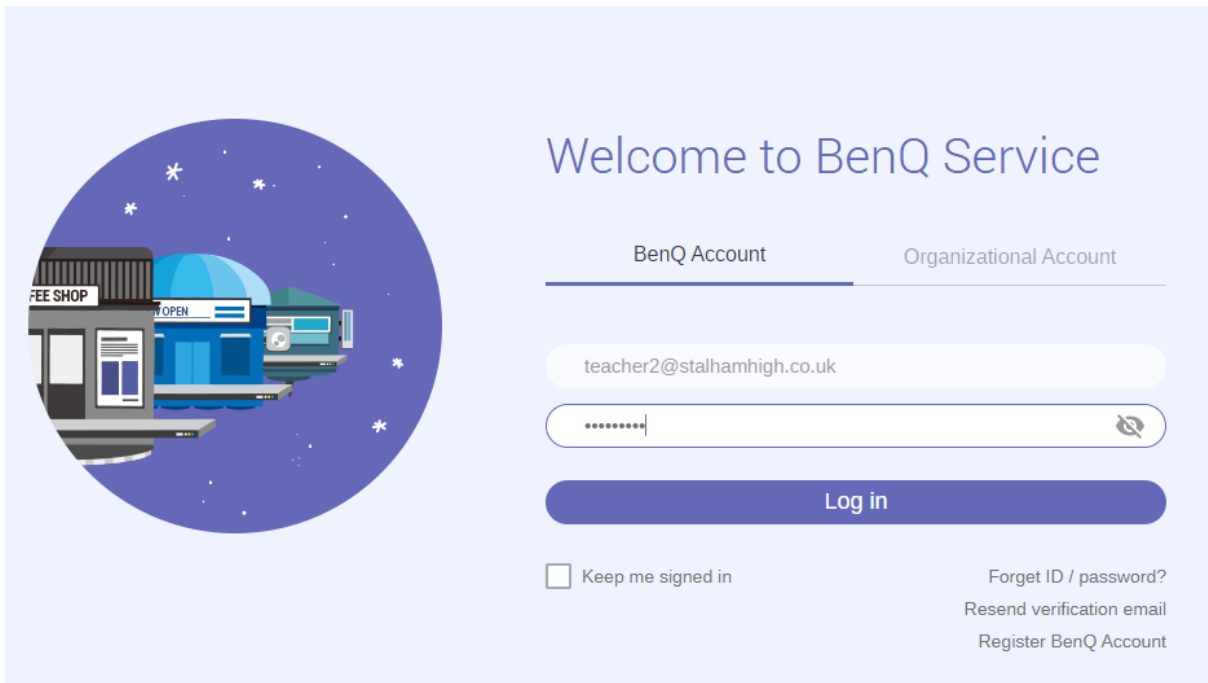 Welcome to BenQ Service
BenQ Account
Organizational Account
FEE SHOP
OPEN
teacher2@stalhamhigh.co.uk
•••••••••
Log in
Keep me signed in
Forget ID / password?
Resend verification email
Register BenQ Account